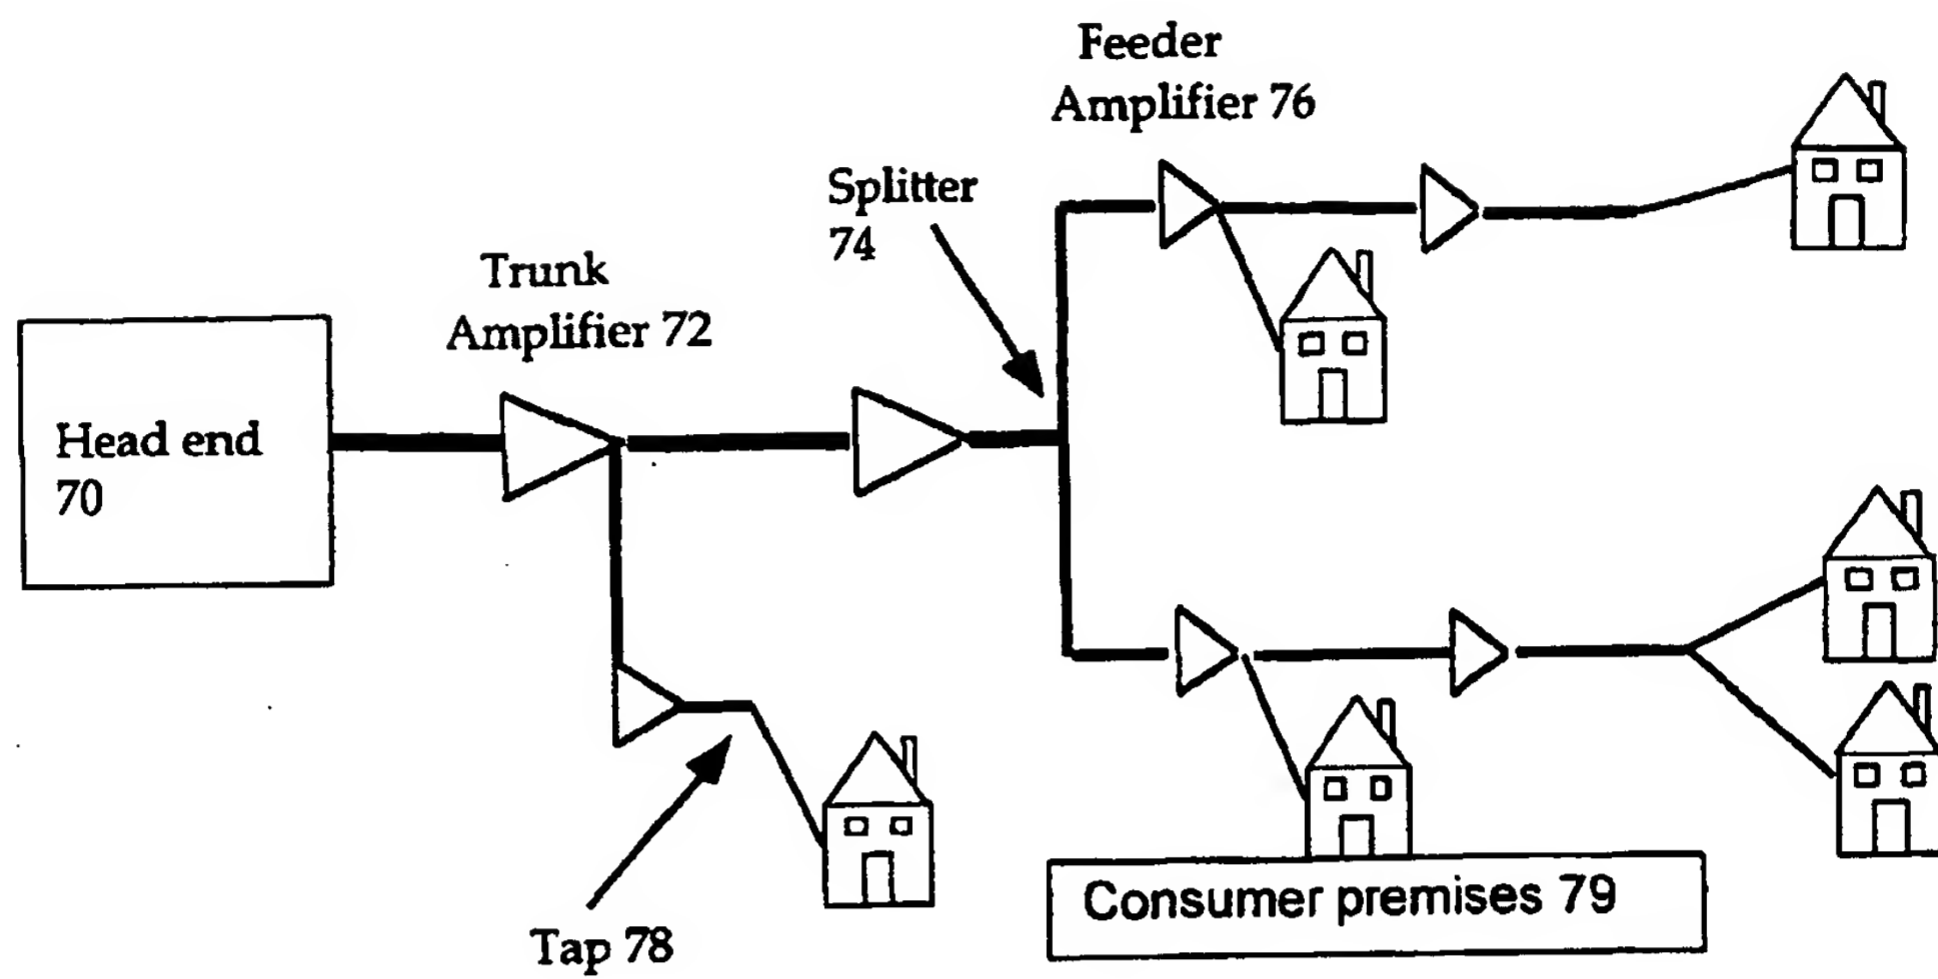 Feeder
Amplifier 76
Splitter
74
Trunk
Amplifier 72
Head end
70
Consumer premises 79
Tap 78